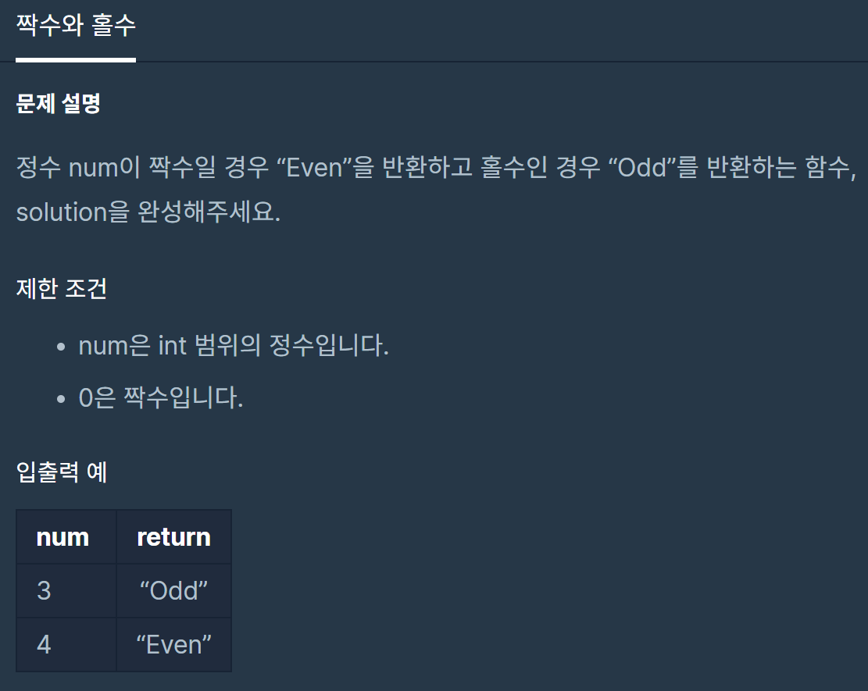 짝수와 홀수
문제 설명
정수 num이 짝수일 경우 “Even”을 반환하고 홀수인 경우 “Odd”를 반환하는 함수,
solution을 완성해주세요.
제한 조건
• num은 int 범위의 정수입니다.
• 0은 짝수입니다.
입출력 예
num return
3 “Odd”
4 “Even”